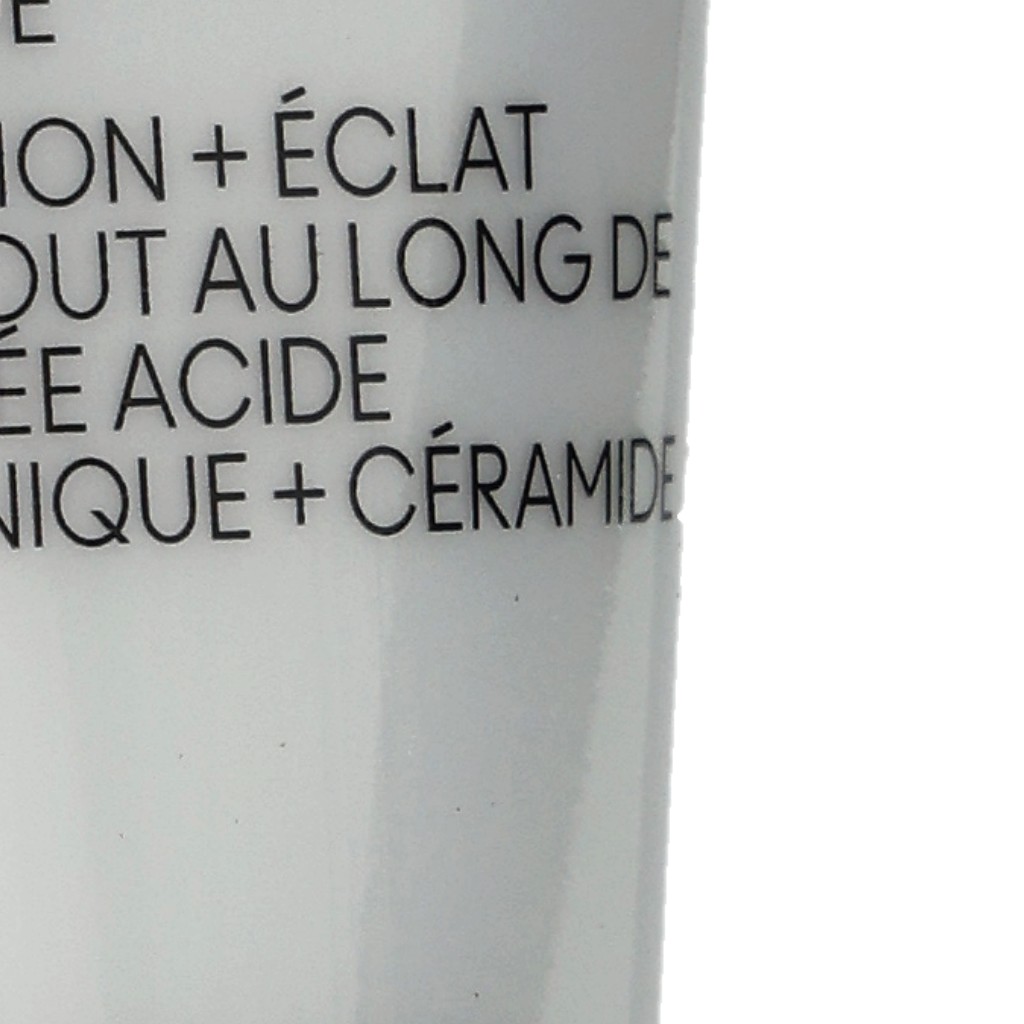 E
ION + ÉCLAT
OUT AU LONG DE
ÉE ACIDE
NIQUE + CÉRAMIDE